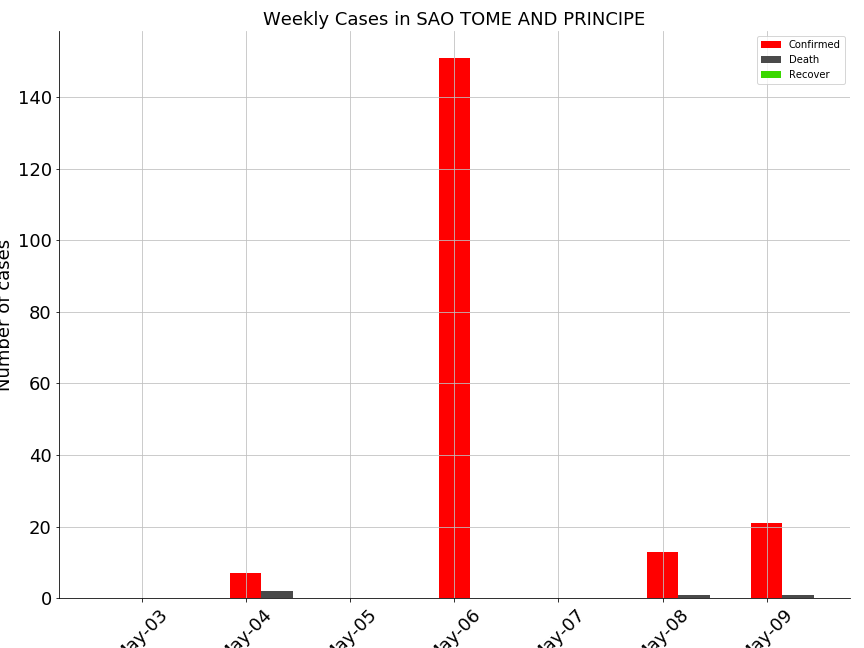 Weekly Cases in SAO TOME AND PRINCIPE
Confirmed
Death
Recover
Number of cases
140
120
100
80
60
40
20
0
May-03
May-04
May-05
May-06
May-07
May-08
May-09